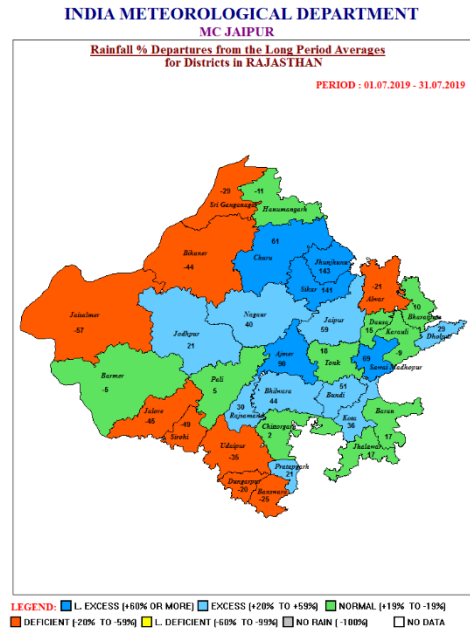 INDIA METEOROLOGICAL DEPARTMENT
MC JAIPUR
Rainfall % Departures from the Long Period Averages
for Districts in RAJASTHAN
PERIOD : 01.07.2019 - 31.07.2019
-29
Sri Ganganagar
-11
Hanumangarh
Bikaner
-44
61
Churu
Jhunjhunu
143
Sikar 141
-21
Alwar
Jaisalmer
-57
Jodhpur
21
Nagaur
40
Jaipur
59
Dausa
15
10
Bharatpur
Karauli
-9
29
Dholpur
Barmer
-5
Pali
5
Ajmer
90
18
Tonk
69
Sawai Madhopur
Jalore
-45
-49
Sirohi
30
Rajsamand
Bhilwara
44
51
Bundi
Chittorgarh
2
Kota
36
Baran
17
Jhalawar
17
Udaipur
-35
Pratapgarh
21
Dungarpur
-20
Banswara
-25
LEGEND: L. EXCESS [+60% OR MORE] EXCESS [+20% TO +59%] NORMAL [+19% TO -19%]
DEFICIENT [-20% TO -59%] L. DEFICIENT [-60% TO -99%] NO RAIN [-100%] NO DATA